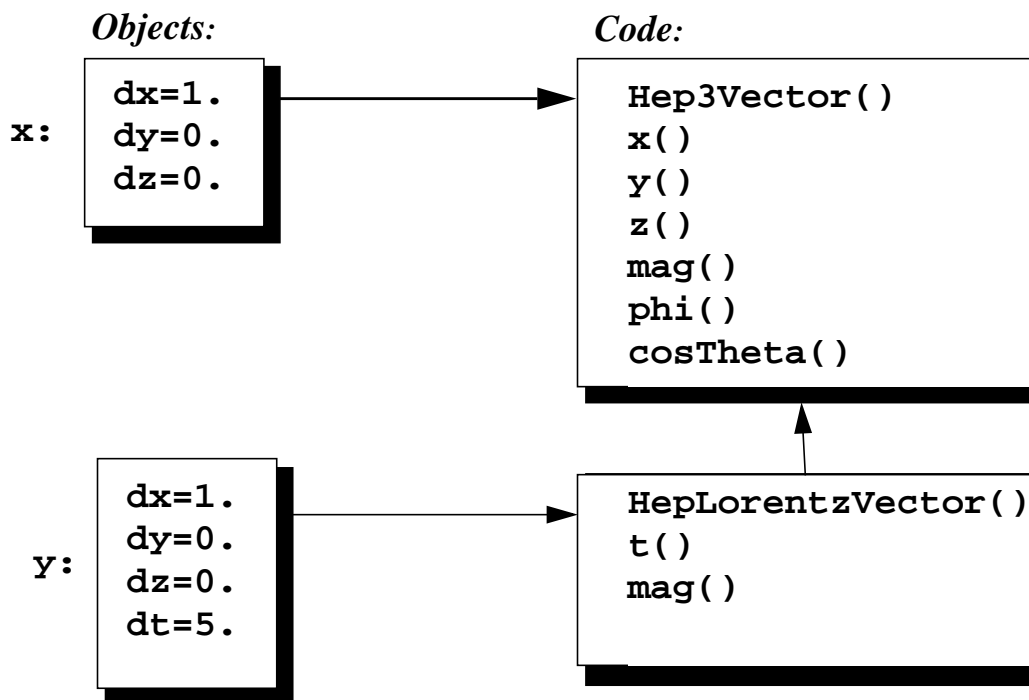 Objects:
Code:
x:
dx=1.
dy=0.
dz=0.
Hep3Vector()
x()
y()
z()
mag()
phi()
cosTheta()
y:
dx=1.
dy=0.
dz=0.
dt=5.
HepLorentzVector()
t()
mag()